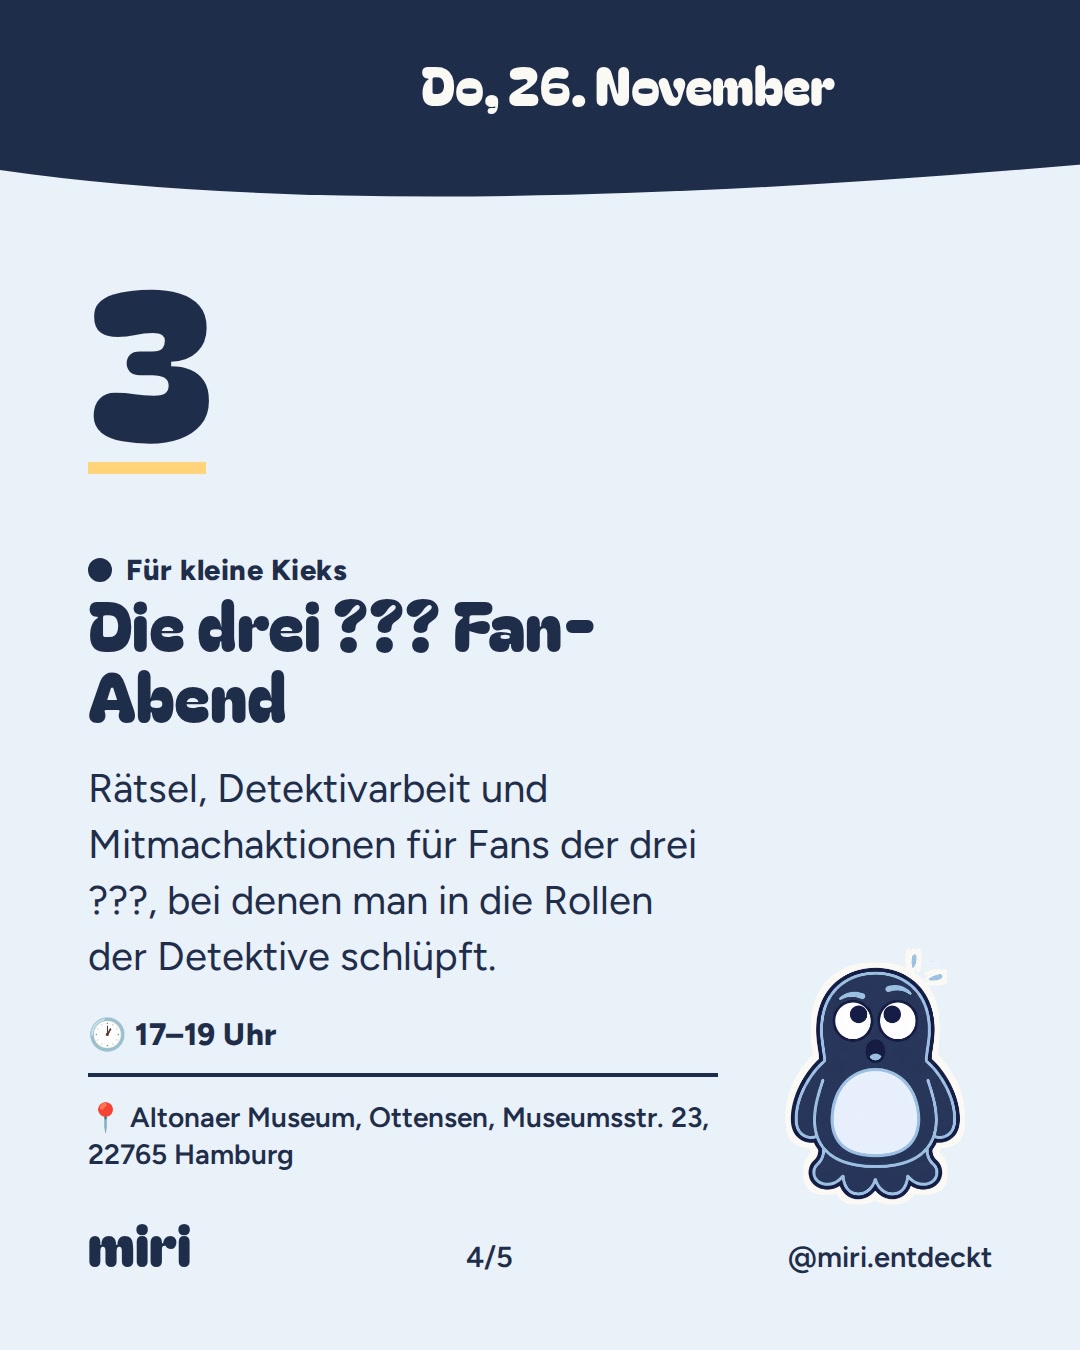 Do, 26. November
3
Für kleine Kieks
Die drei ??? Fan-
Abend
Rätsel, Detektivarbeit und
Mitmachaktionen für Fans der drei
???, bei denen man in die Rollen
der Detektive schlüpft.
🕐 17–19 Uhr
📍 Altonaer Museum, Ottensen, Museumsstr. 23,
22765 Hamburg
miri
4/5
@miri.entdeckt